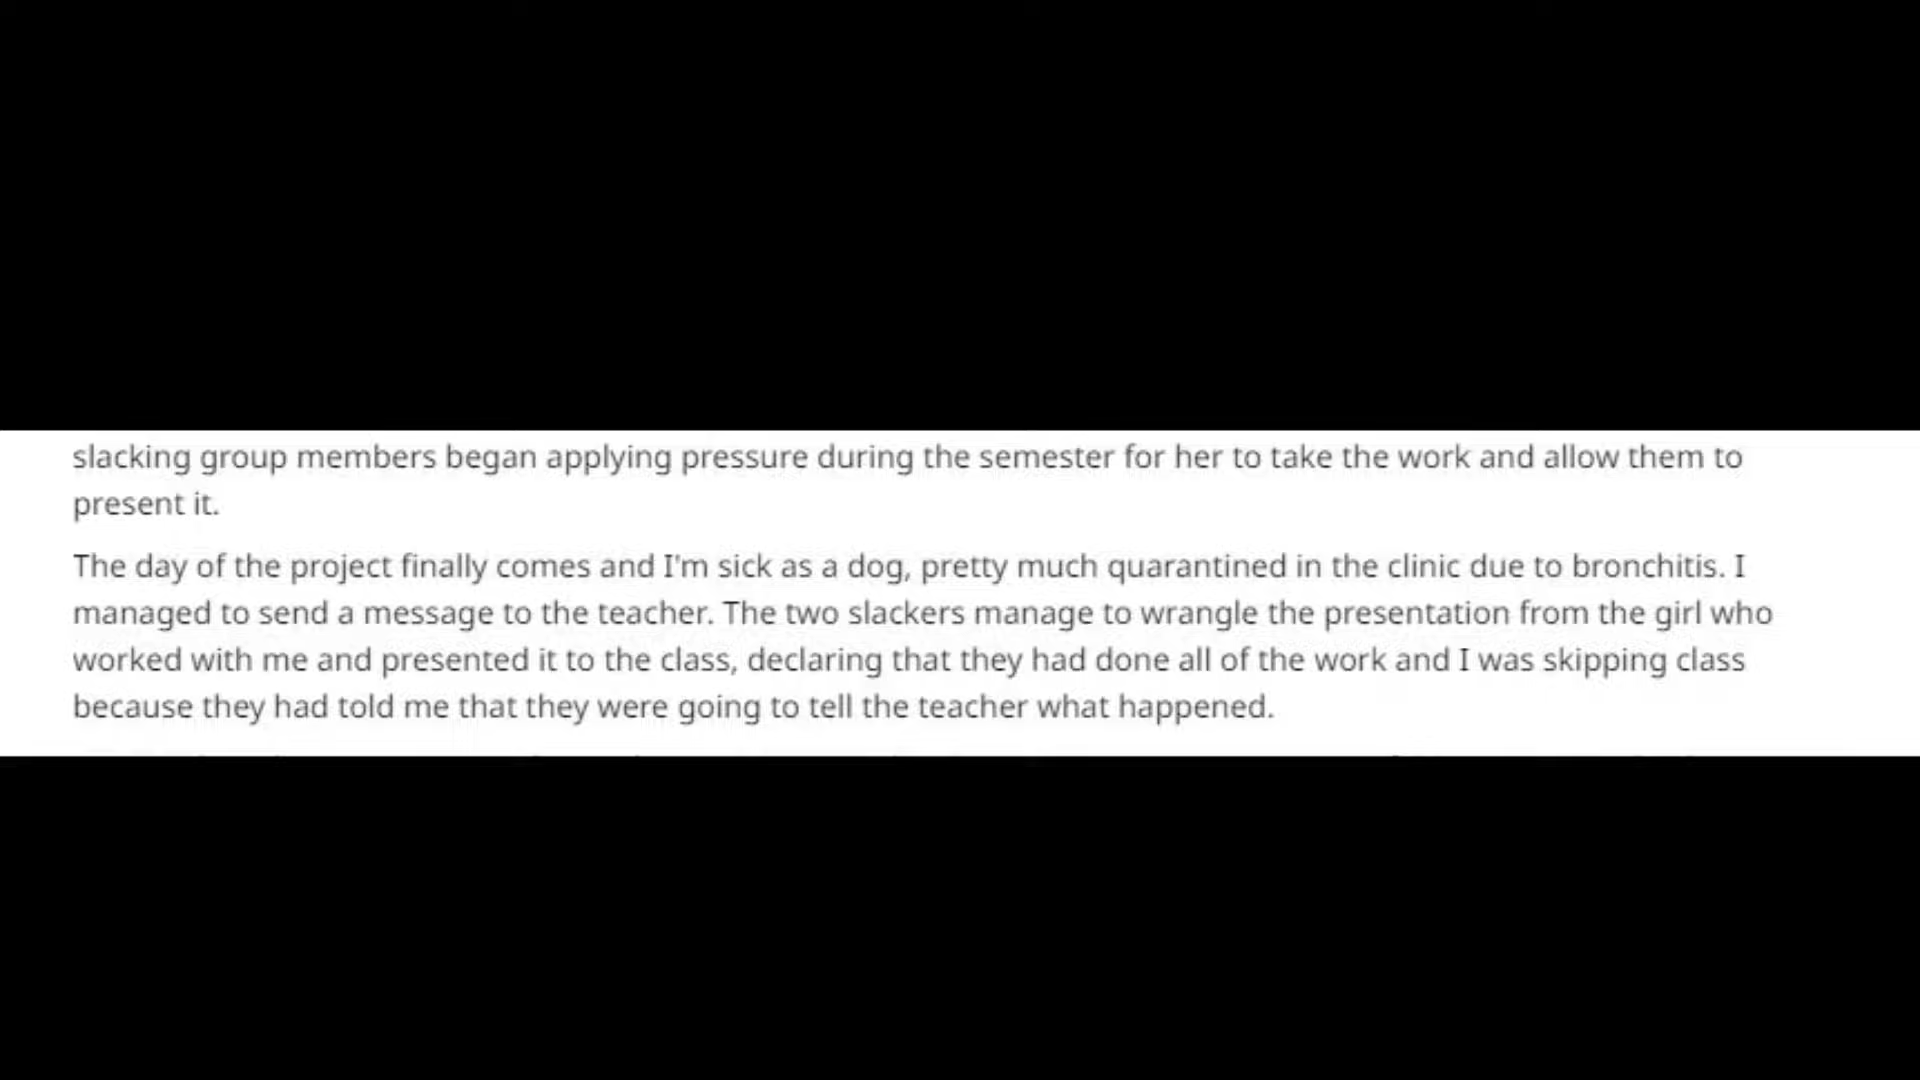 slacking group members began applying pressure during the semester for her to take the work and allow them to
present it.
The day of the project finally comes and I'm sick as a dog, pretty much quarantined in the clinic due to bronchitis. I
managed to send a message to the teacher. The two slackers manage to wrangle the presentation from the girl who
worked with me and presented it to the class, declaring that they had done all of the work and I was skipping class
because they had told me that they were going to tell the teacher what happened.